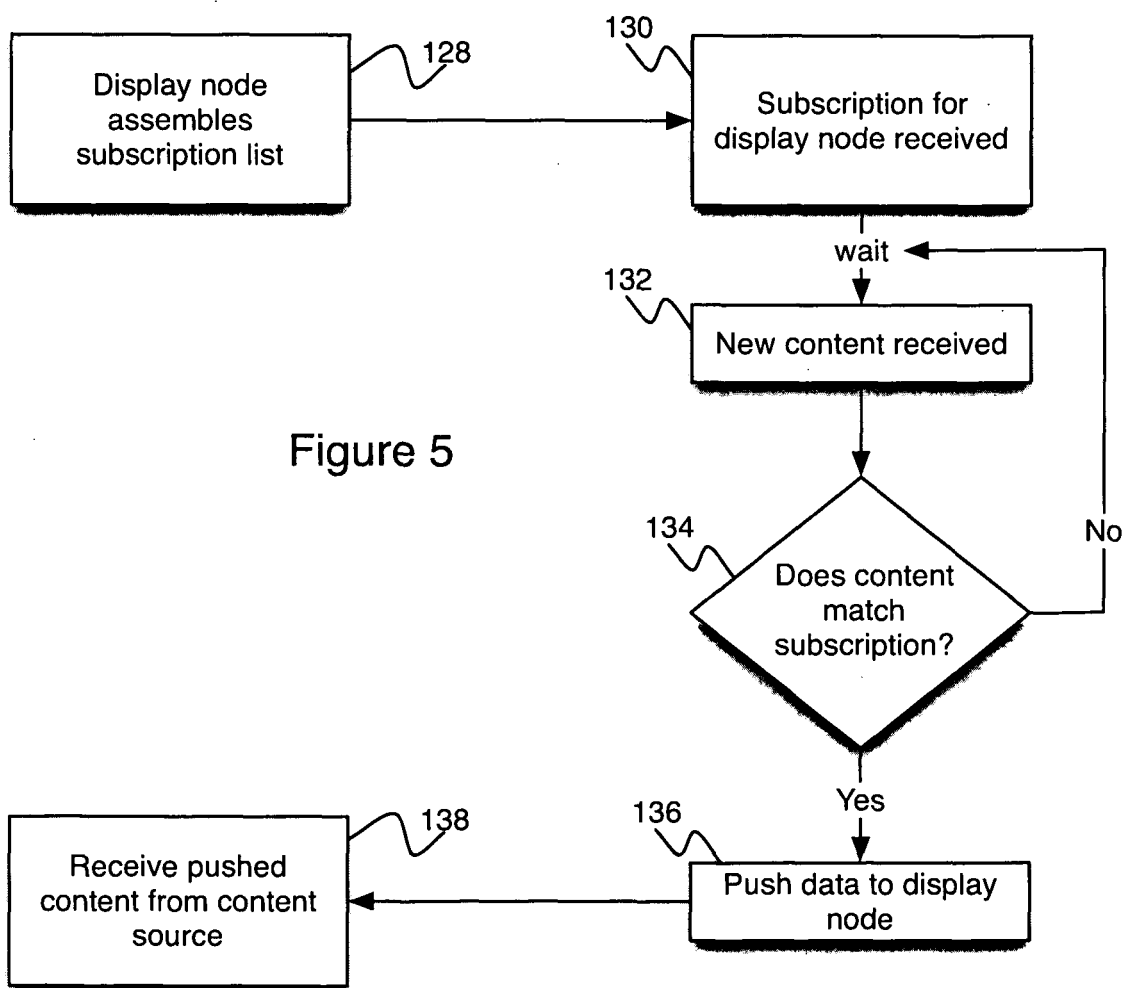 128
Display node
assembles
subscription list
130
Subscription for
display node received
wait
132
New content received
Figure 5
134
Does content
match
subscription?
No
Yes
138
Receive pushed
content from content
source
136
Push data to display
node